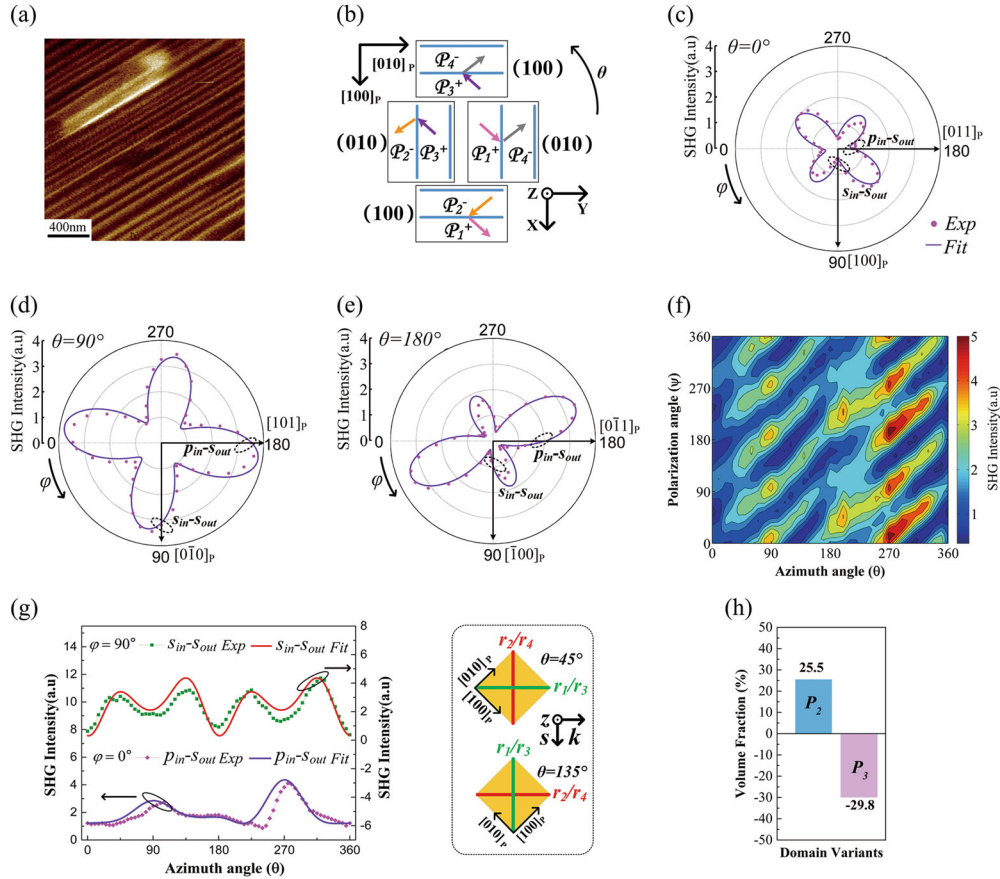 (a)
400nm
(b)
[010]P
[100]P
P4-
P3+
(100)
θ
(010)
P2-
P3+
P1+
P4-
(010)
(100)
P2-
P1+
Z
Y
X
(c)
θ=0°
270
SHG Intensity(a.u)
4
3
2
1
0
0
[011]P
180
pin-sout
sin-sout
φ
90 [100]P
Exp
Fit
(d)
θ=90°
270
SHG Intensity(a.u)
4
3
2
1
0
0
[101]P
180
pin-sout
sin-sout
φ
90 [01̄0]P
(e)
θ=180°
270
SHG Intensity(a.u)
4
3
2
1
0
0
[01̄1]P
180
pin-sout
sin-sout
φ
90 [1̄00]P
(f)
Polarization angle (φ)
360
270
180
90
0
0 90 180 270 360
Azimuth angle (θ)
5
4
3
2
1
SHG Intensity(a.u)
(g)
SHG Intensity(a.u)
14
12
10
8
6
4
2
0
φ = 90° sin-sout Exp sin-sout Fit
φ = 0° pin-sout Exp pin-sout Fit
8
6
4
2
0
-2
-3
-4
-6
-8
SHG Intensity(a.u)
0 90 180 270 360
Azimuth angle (θ)
r2/r4
θ=45°
[010]P
r1/r3
[100]P
z
s k
r1/r3
θ=135°
r2/r4
[010]P
[100]P
(h)
Volume Fraction (%)
50
40
30
20
10
0
-10
-20
-30
-40
-50
25.5
P2
P3
-29.8
Domain Variants